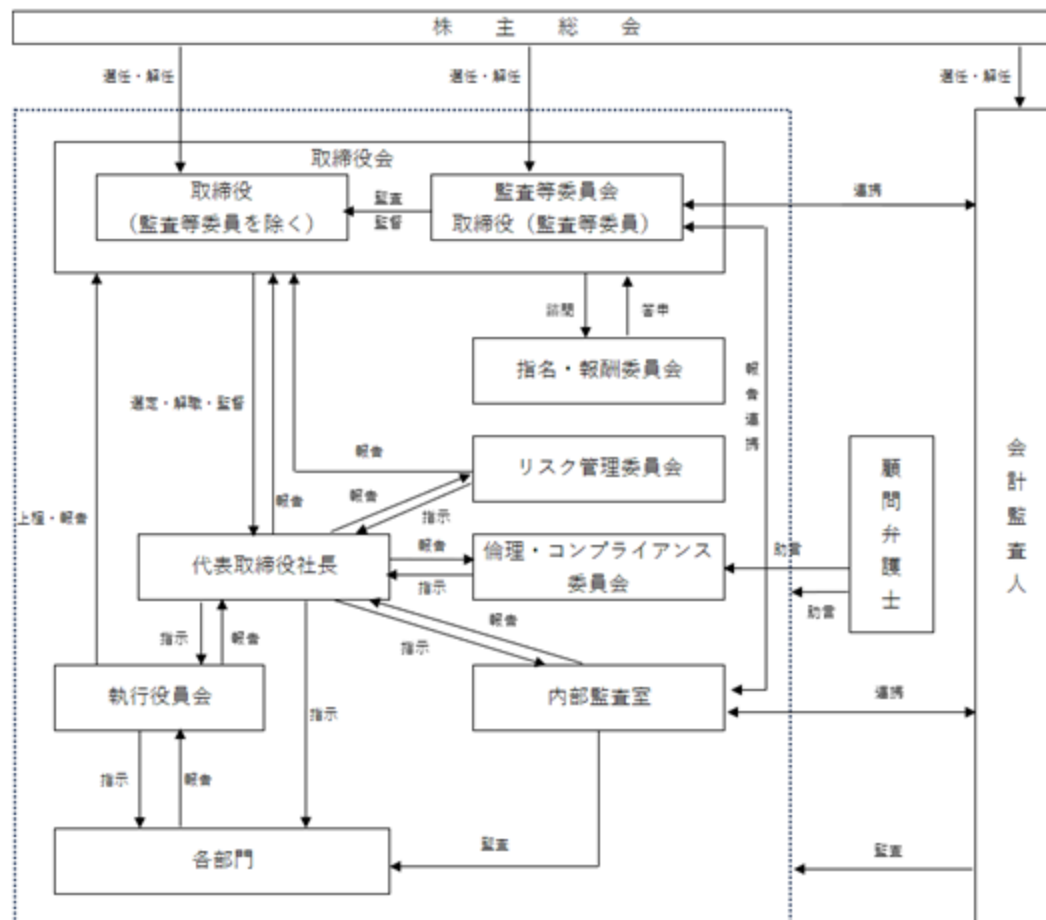 株主総会
選任・解任
選任・解任
選任・解任
取締役会
取締役
(監査等委員を除く)
監査
監督
監査等委員会
取締役(監査等委員)
連携
諮問
答申
指名・報酬委員会
報告連携
選定・解職・監督
報告
リスク管理委員会
報告
指示
報告
上程・報告
代表取締役社長
報告
指示
倫理・コンプライアンス
委員会
助言
助言
顧問弁護士
会計監査人
指示
報告
報告
指示
執行役員会
指示
内部監査室
連携
指示
報告
各部門
監査
監査